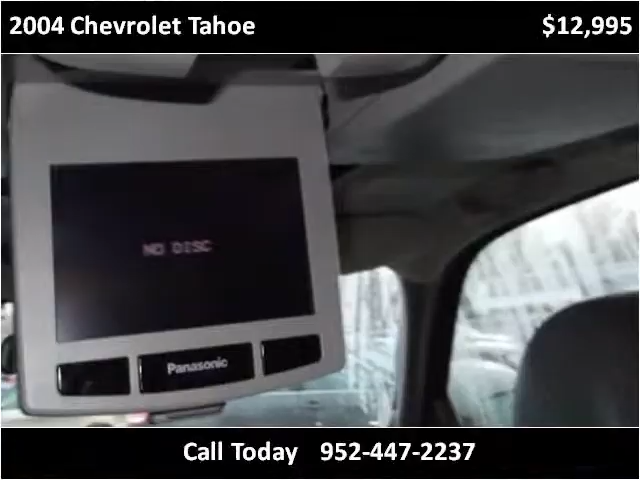 2004 Chevrolet Tahoe $12,995
NO DISC
Panasonic
Call Today 952-447-2237